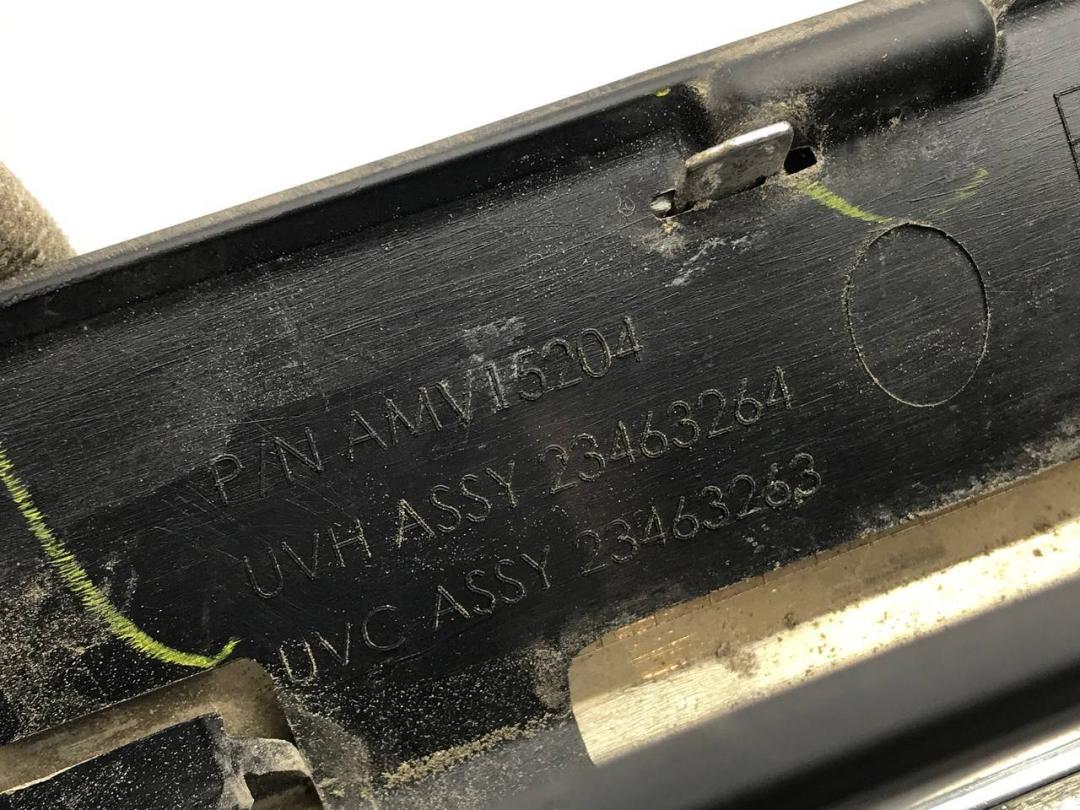 P/N AMV15204
UVH ASSY 23463264
UVC ASSY 23463263